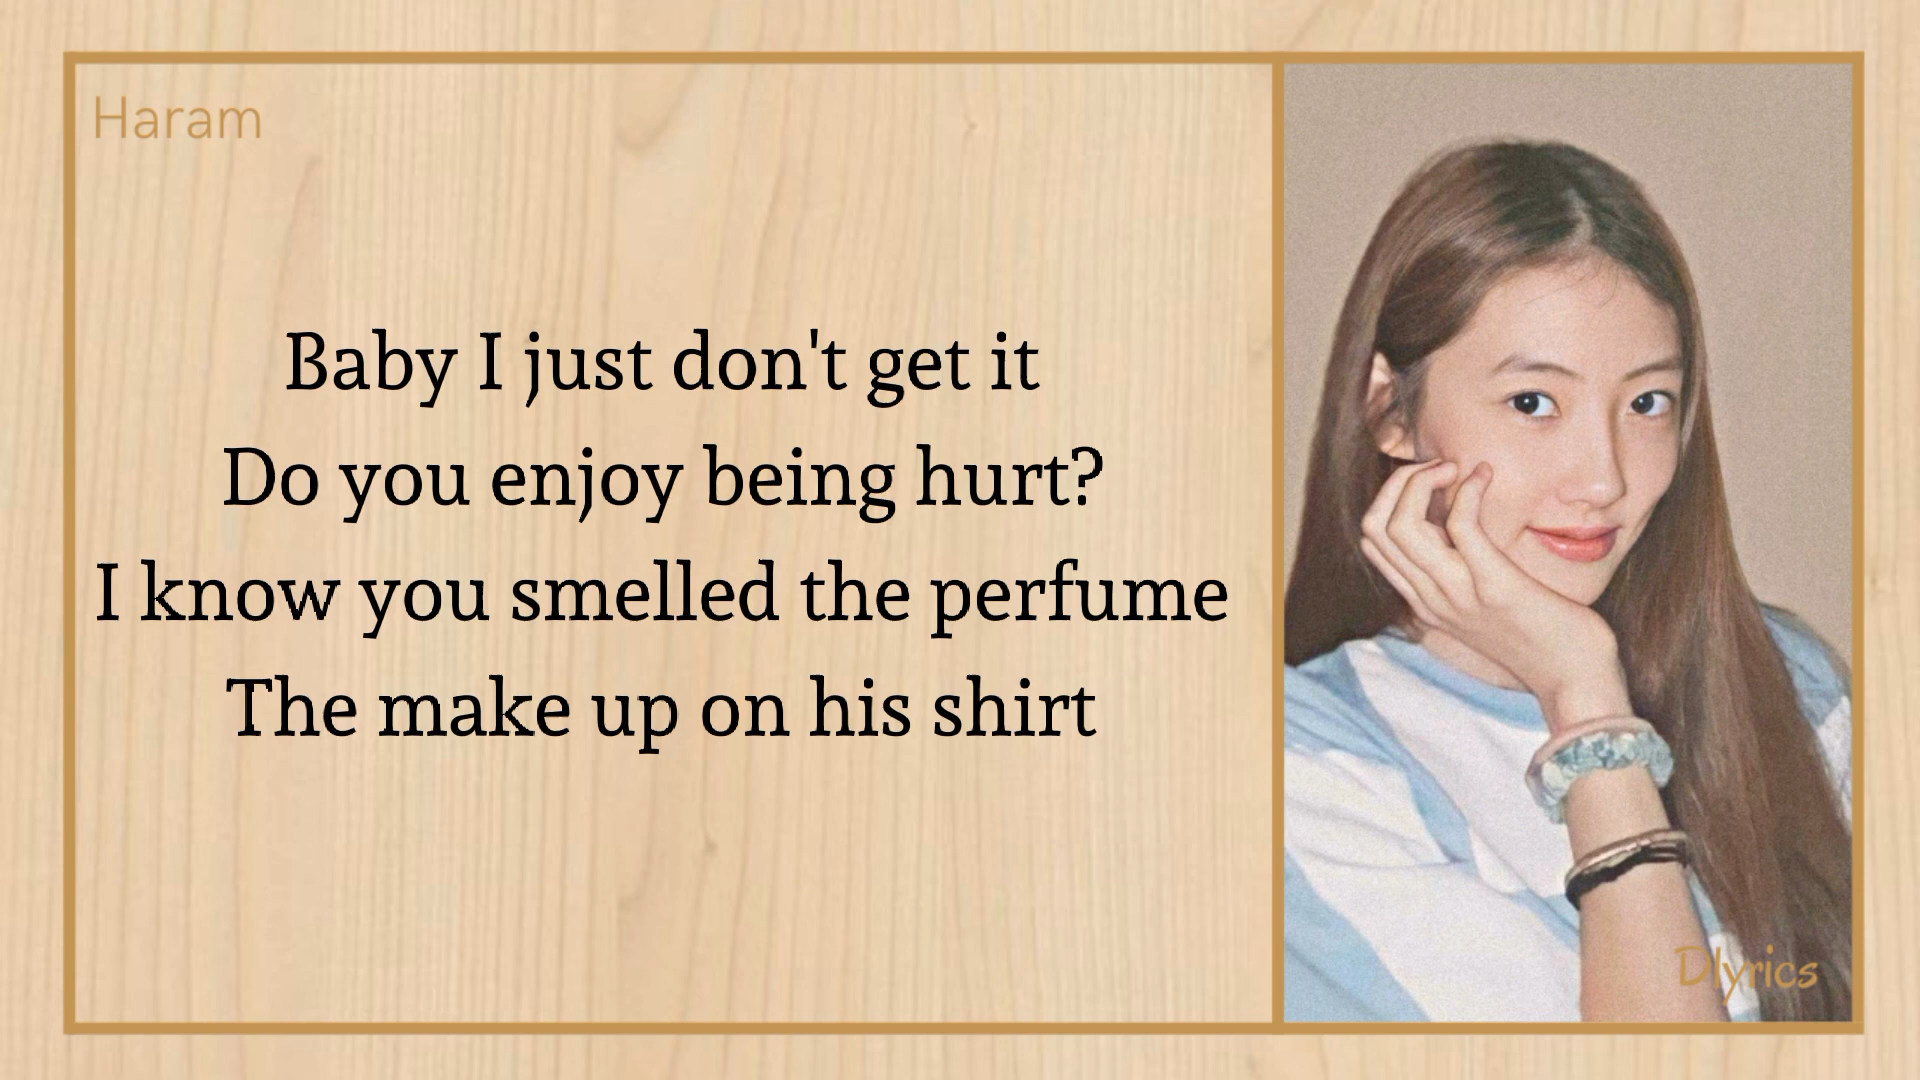 Haram
Baby I just don't get it
Do you enjoy being hurt?
I know you smelled the perfume
The make up on his shirt
Dlyrics